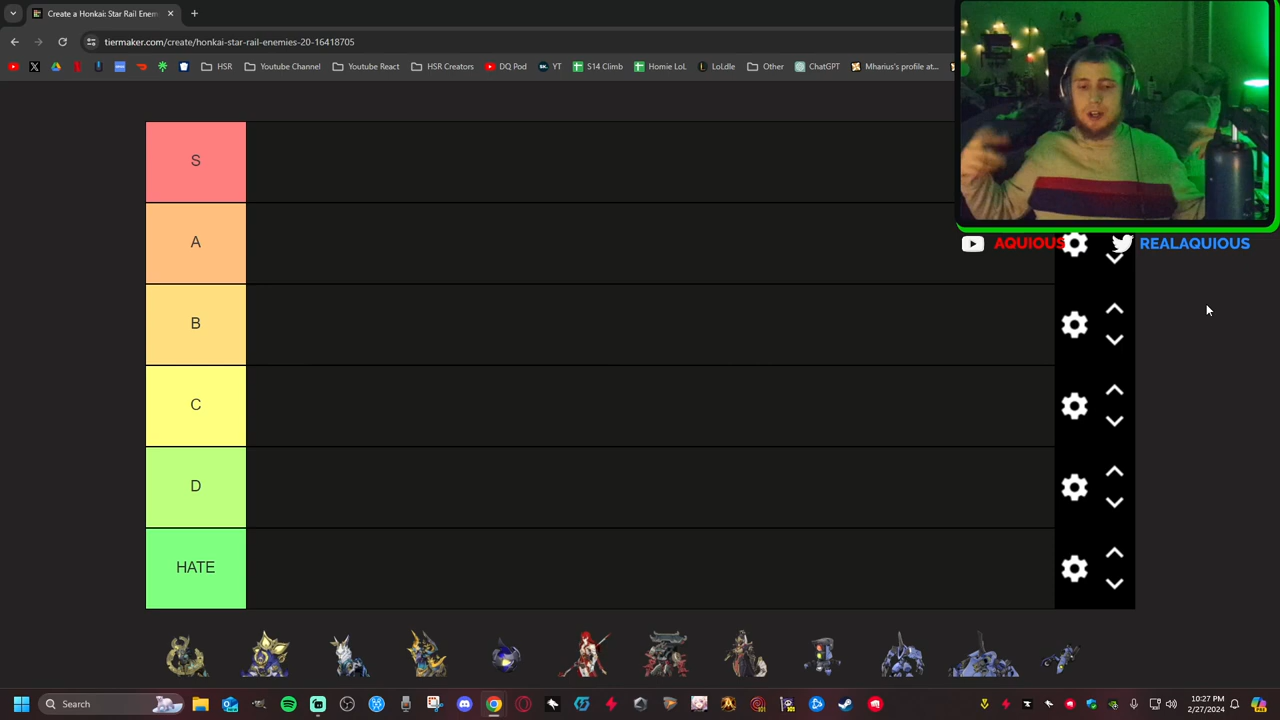 Create a Honkai: Star Rail Enem
tiermaker.com/create/honkai-star-rail-enemies-20-16418705
HSR
Youtube Channel
Youtube React
HSR Creators
DQ Pod
YT
S14 Climb
Homie LoL
LoLdle
Other
ChatGPT
Mharius's profile at...
S
A
AQUIOUS
REALAQUIOUS
B
C
D
HATE
Search
10:27 PM
2/27/2024